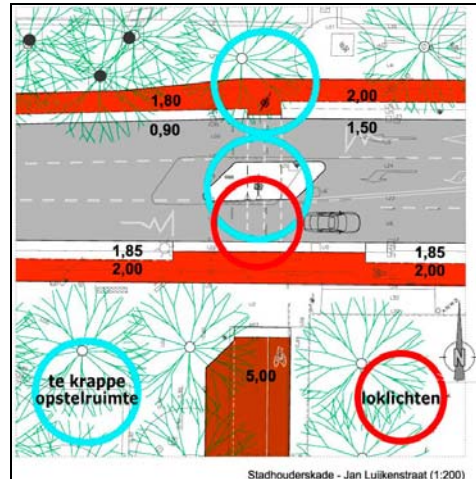 1,80
2,00
0,90
1,50
1,85
1,85
2,00
2,00
5,00
te krappe
opstelruimte
loklichten
N
Stadhouderskade - Jan Luijkenstraat (1:200)